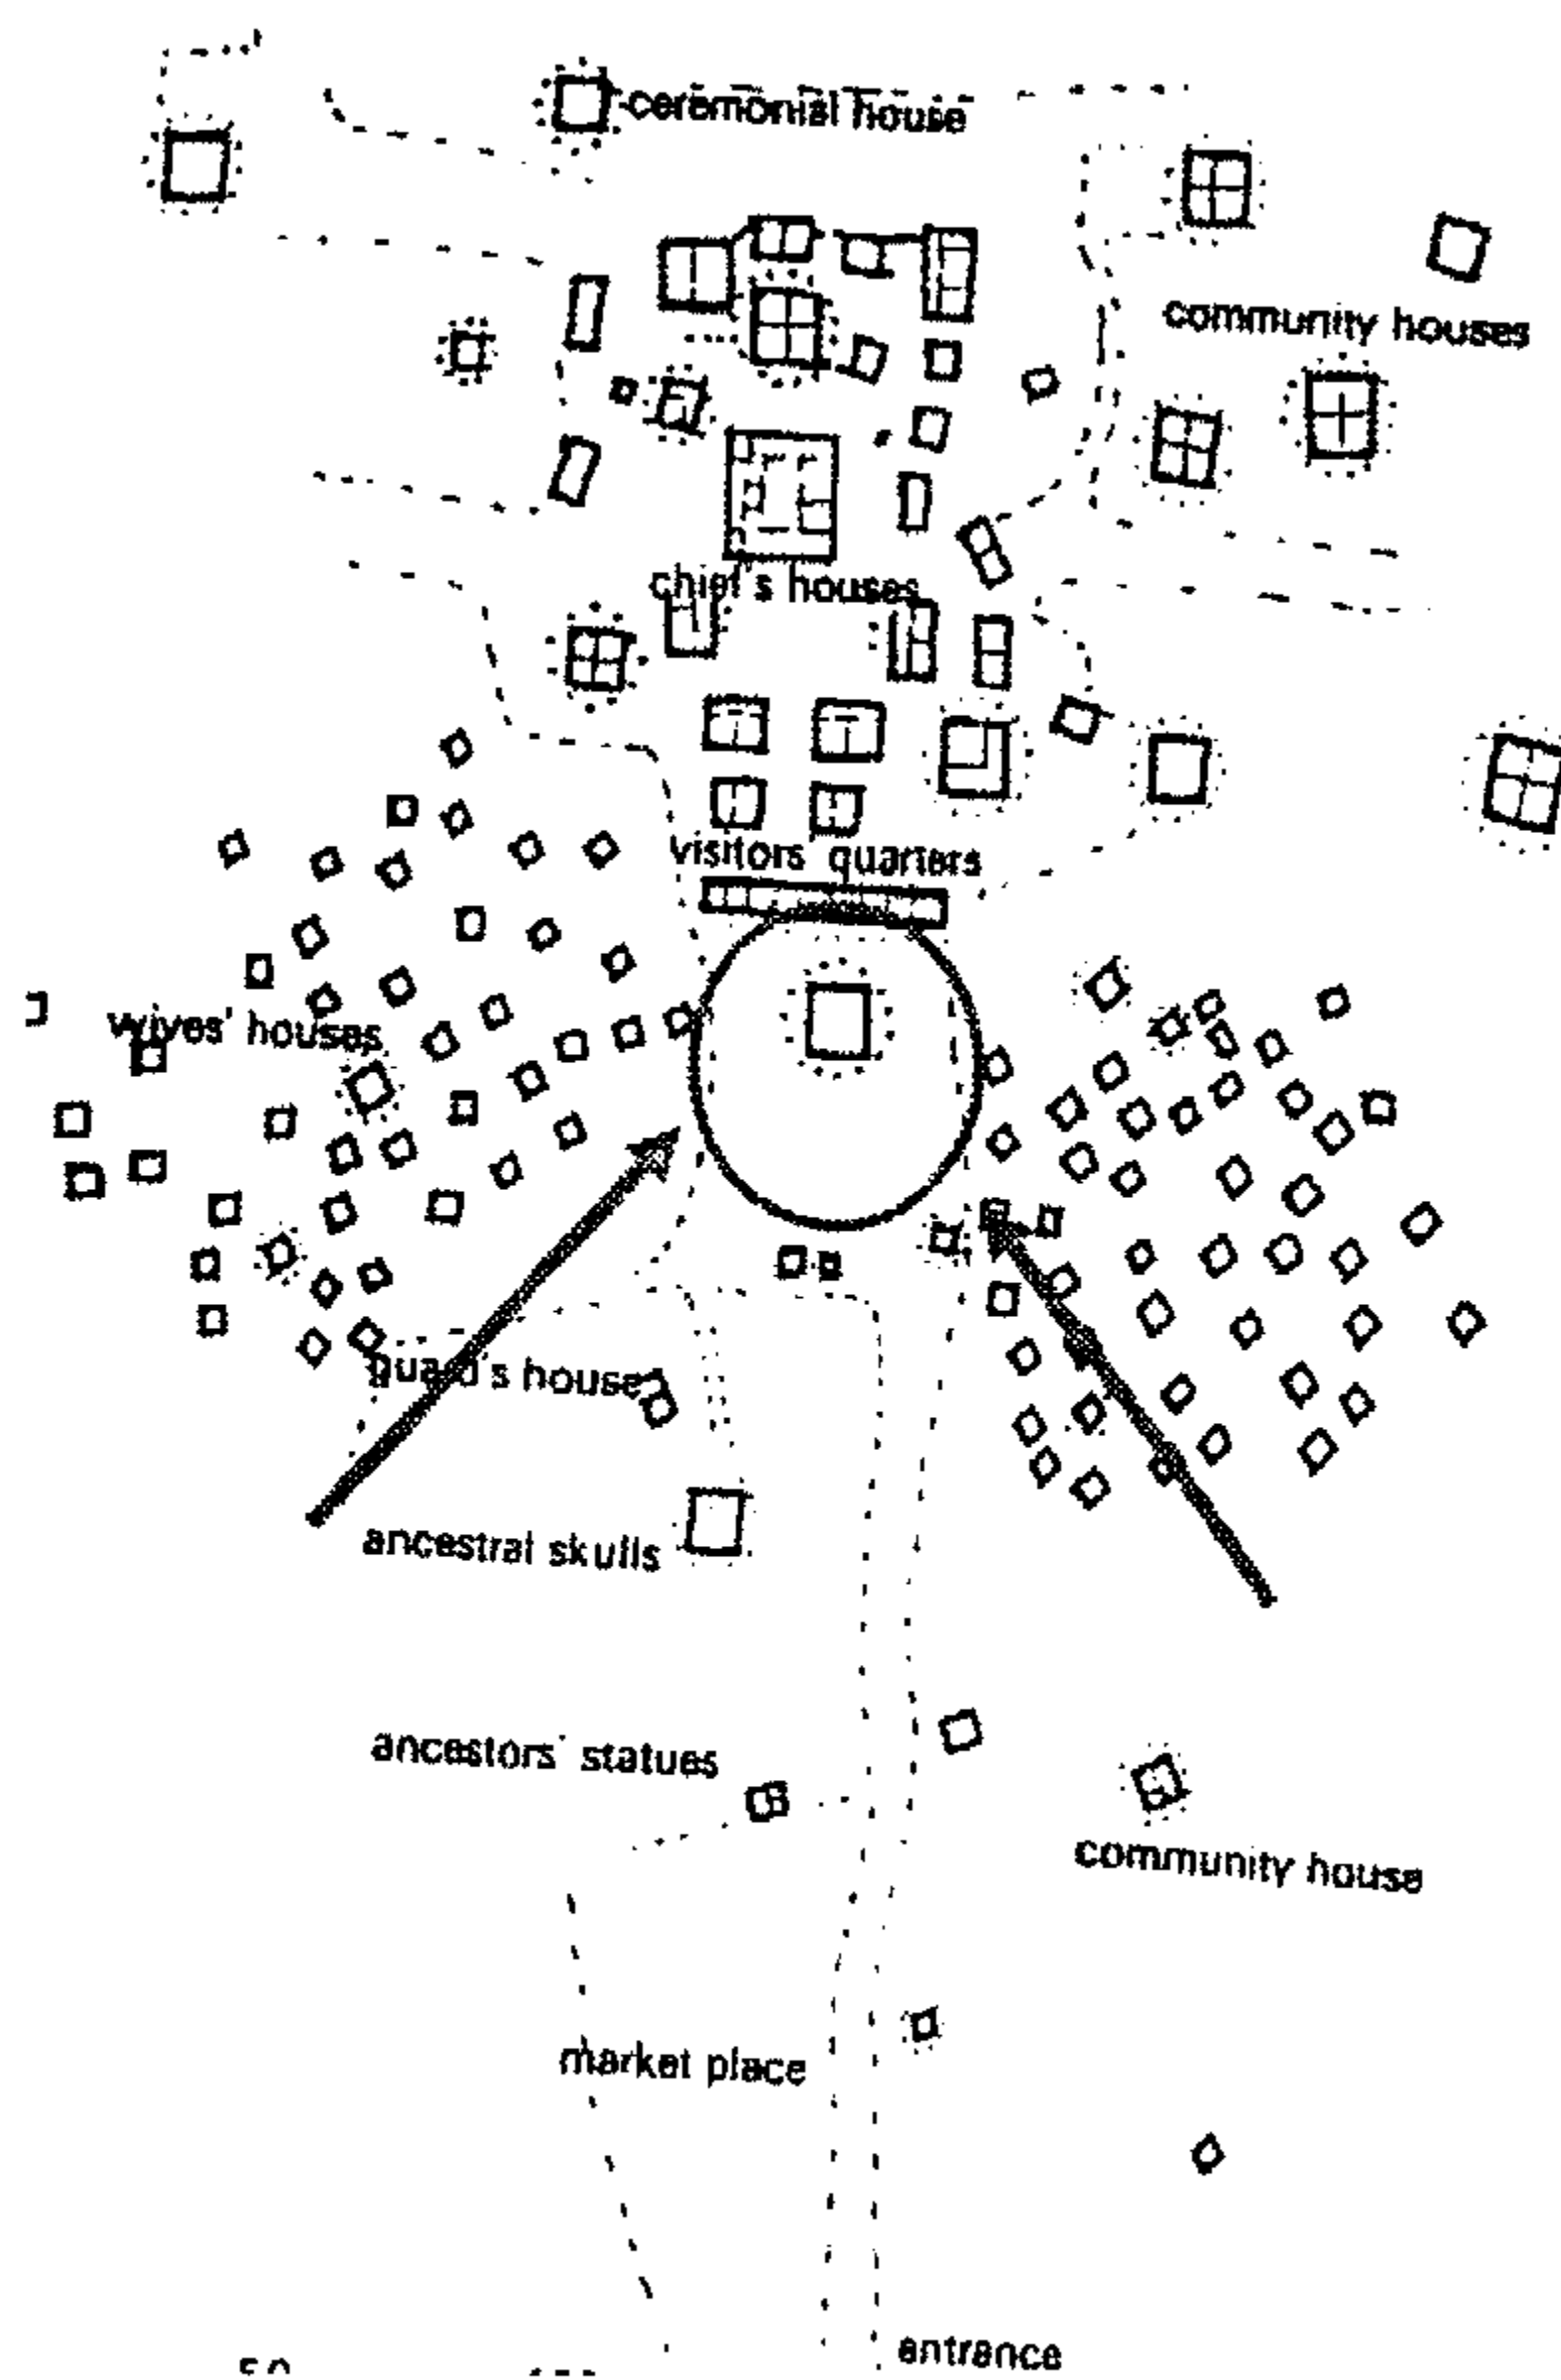 ceremonial house
community houses
chief's houses
visitors' quarters
wives' houses
guard's house
ancestral skulls
ancestors' statues
community house
market place
entrance